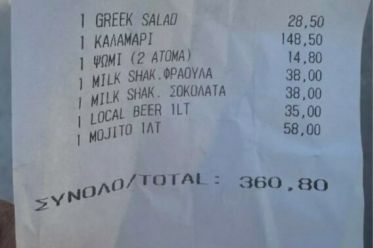 1 GREEK SALAD 28,50
1 ΚΑΛΑΜΑΡΙ 148,50
1 ΨΩΜΙ (2 ΑΤΟΜΑ) 14,80
1 MILK SHAK.ΦΡΑΟΥΛΑ 38,00
1 MILK SHAK. ΣΟΚΟΛΑΤΑ 38,00
1 LOCAL BEER 1LT 35,00
1 MOJITO 1ΛΤ 58,00
ΣΥΝΟΛΟ/TOTAL: 360,80